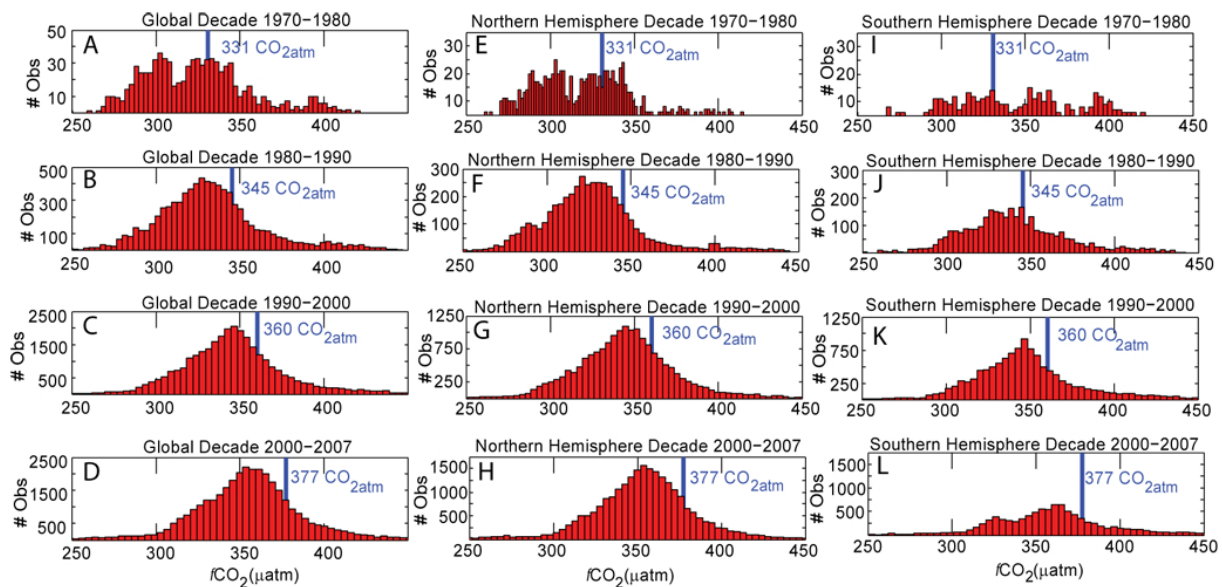 Global Decade 1970-1980
A
331 CO2atm
# Obs
50
30
10
250 300 350 400
Northern Hemisphere Decade 1970-1980
E
331 CO2atm
# Obs
35
30
20
10
250 300 350 400 450
Southern Hemisphere Decade 1970-1980
I
331 CO2atm
# Obs
35
30
20
10
250 300 350 400 450
Global Decade 1980-1990
B
345 CO2atm
# Obs
500
300
100
250 300 350 400
Northern Hemisphere Decade 1980-1990
F
345 CO2atm
# Obs
300
200
100
250 300 350 400 450
Southern Hemisphere Decade 1980-1990
J
345 CO2atm
# Obs
300
200
100
250 300 350 400 450
Global Decade 1990-2000
C
360 CO2atm
# Obs
2500
1500
500
250 300 350 400
Northern Hemisphere Decade 1990-2000
G
360 CO2atm
# Obs
1250
750
250
250 300 350 400 450
Southern Hemisphere Decade 1990-2000
K
360 CO2atm
# Obs
1250
750
250
250 300 350 400 450
Global Decade 2000-2007
D
377 CO2atm
# Obs
2500
1500
500
250 300 350 400
fCO2(μatm)
Northern Hemisphere Decade 2000-2007
H
377 CO2atm
# Obs
1500
1000
500
250 300 350 400 450
fCO2(μatm)
Southern Hemisphere Decade 2000-2007
L
377 CO2atm
# Obs
1500
1000
500
250 300 350 400 450
fCO2(μatm)